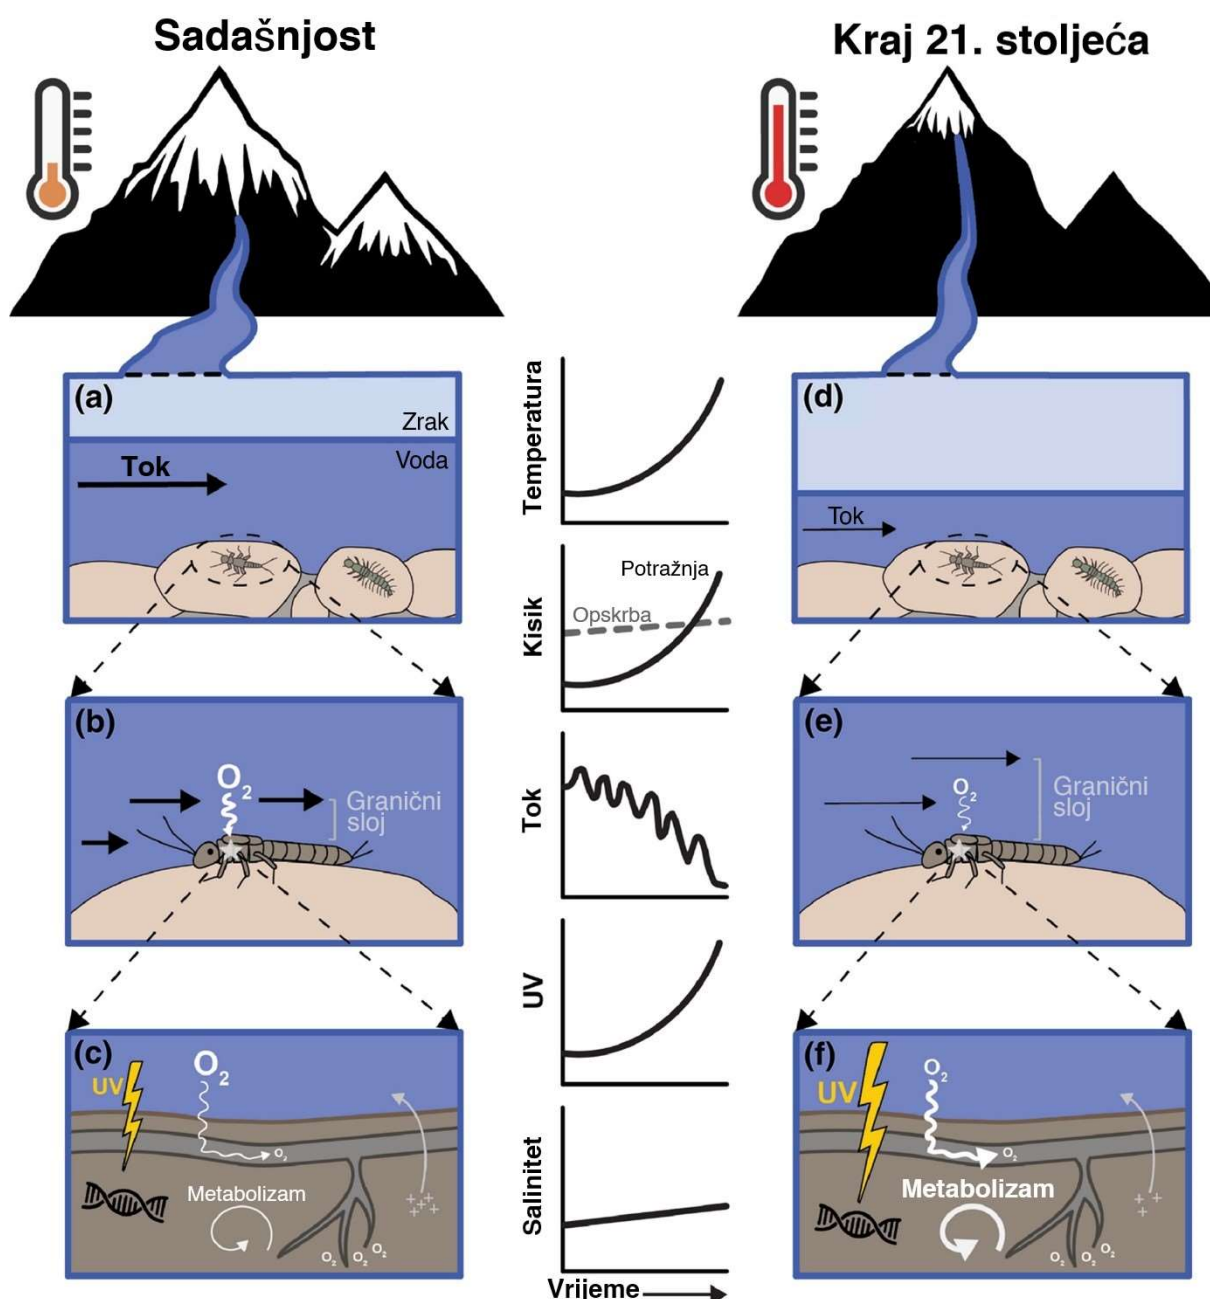 Sadašnjost
Kraj 21. stoljeća
(a)
Zrak
Voda
Tok
(b)
O2
Granični
sloj
(c)
UV
O2
O2
Metabolizam
++
+++
O2 O2 O2
Temperatura
Kisik
Potražnja
Opskrba
Tok
UV
Salinitet
Vrijeme
(d)
Tok
(e)
O2
Granični
sloj
(f)
UV
O2
O2
Metabolizam
++
+
O2 O2 O2